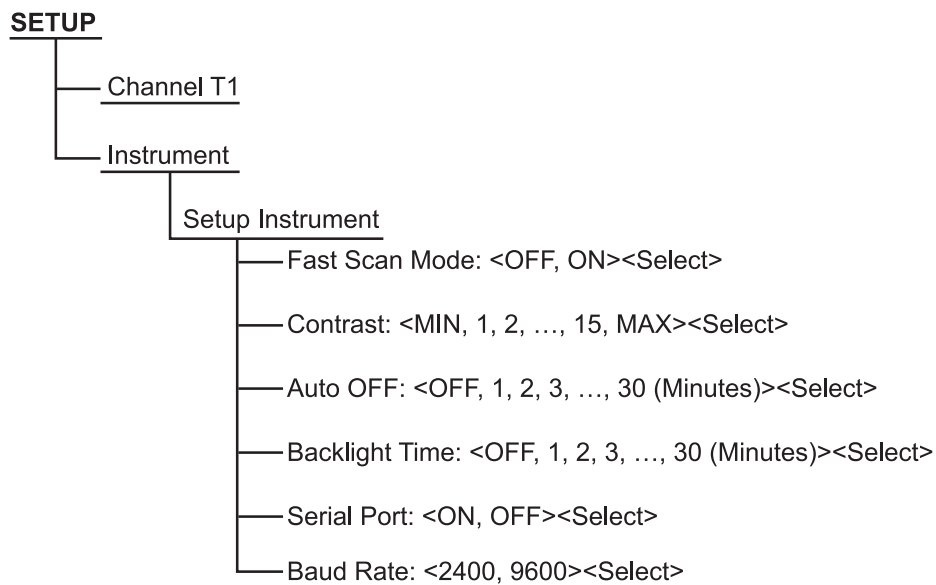 SETUP
Channel T1
Instrument
Setup Instrument
Fast Scan Mode: <OFF, ON><Select>
Contrast: <MIN, 1, 2, …, 15, MAX><Select>
Auto OFF: <OFF, 1, 2, 3, …, 30 (Minutes)><Select>
Backlight Time: <OFF, 1, 2, 3, …, 30 (Minutes)><Select>
Serial Port: <ON, OFF><Select>
Baud Rate: <2400, 9600><Select>